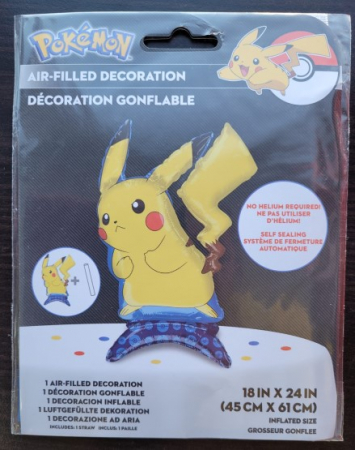 POKÉMON
AIR-FILLED DECORATION
DÉCORATION GONFLABLE
NO HELIUM REQUIRED!
NE PAS UTILISER
D'HÉLIUM!
SELF SEALING
SYSTÈME DE FERMETURE
AUTOMATIQUE
+
1 AIR-FILLED DECORATION
1 DÉCORATION GONFLABLE
1 DECORACION INFLABLE
1 LUFTGEFÜLLTE DEKORATION
1 DECORAZIONE AD ARIA
INCLUDES: 1 STRAW INCLUS: 1 PAILLE
18 IN X 24 IN
(45 CM X 61 CM)
INFLATED SIZE
GROSSEUR GONFLEE